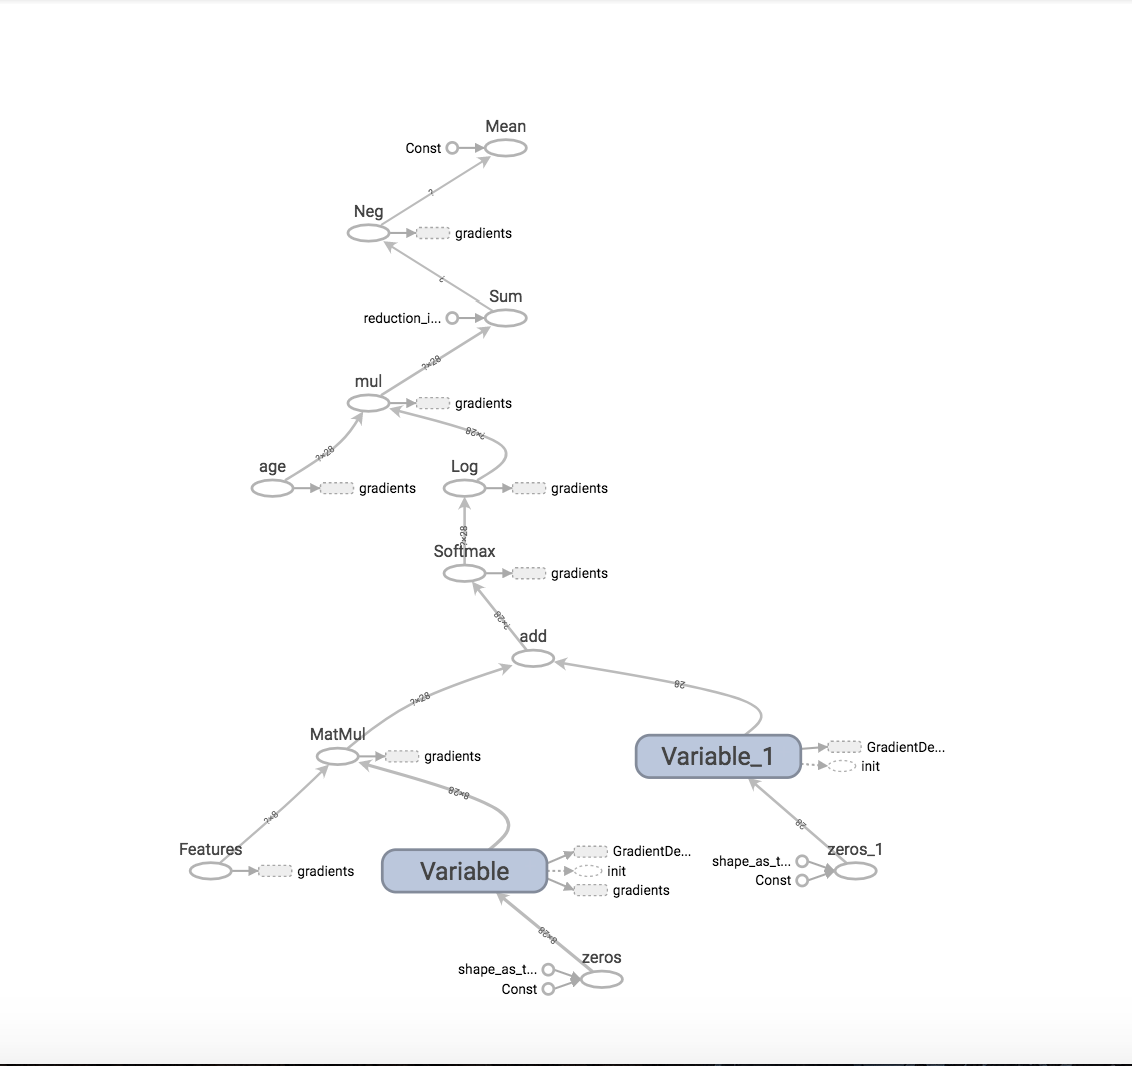 Mean
Const
?
Neg
gradients
?
Sum
reduction_i...
?×28
mul
gradients
?×28
?×28
age
gradients
Log
gradients
?×28
Softmax
gradients
?×28
add
?×28
28
MatMul
gradients
Variable_1
GradientDe...
init
8×28
?×8
28
Features
gradients
Variable
GradientDe...
init
gradients
zeros_1
shape_as_t...
Const
8×28
zeros
shape_as_t...
Const